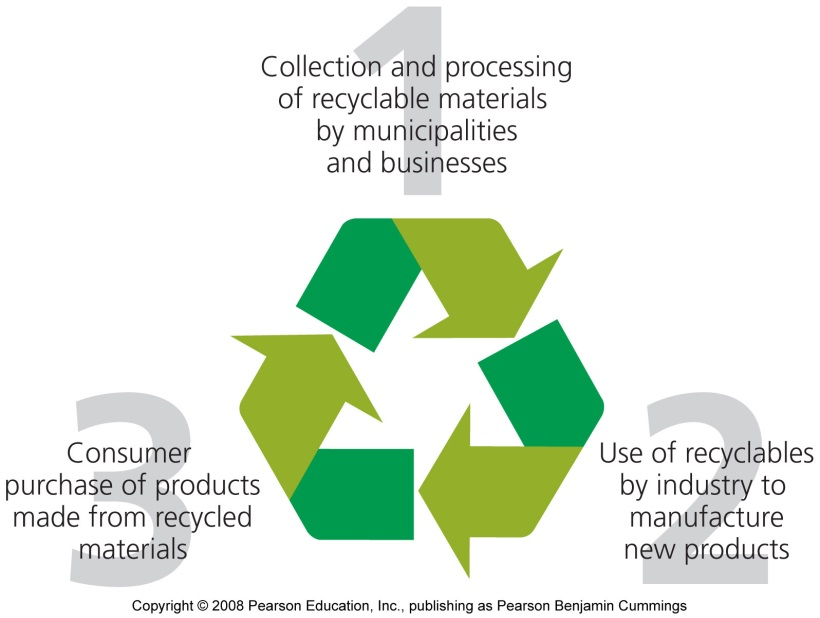 1
Collection and processing
of recyclable materials
by municipalities
and businesses
2
Use of recyclables
by industry to
manufacture
new products
3
Consumer
purchase of products
made from recycled
materials
Copyright © 2008 Pearson Education, Inc., publishing as Pearson Benjamin Cummings